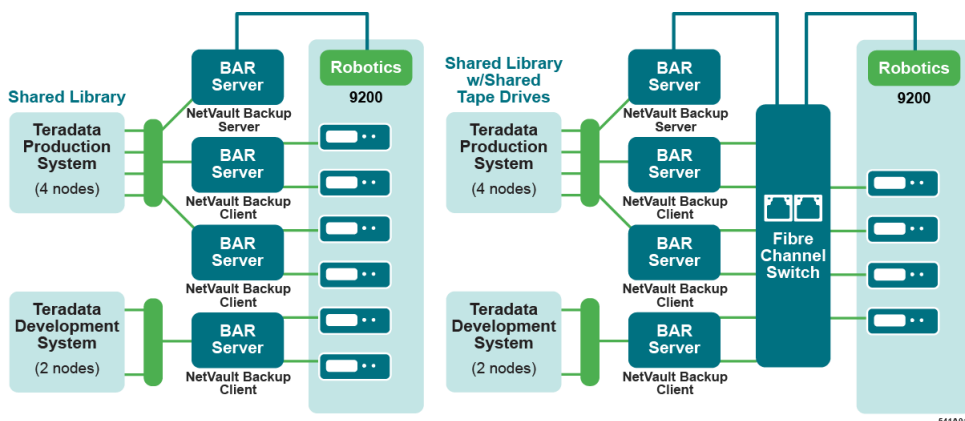 Shared Library
Teradata
Production
System
(4 nodes)
Teradata
Development
System
(2 nodes)
BAR
Server
NetVault Backup
Server
BAR
Server
NetVault Backup
Client
BAR
Server
NetVault Backup
Client
BAR
Server
NetVault Backup
Client
Robotics
9200
Shared Library
w/Shared
Tape Drives
Teradata
Production
System
(4 nodes)
Teradata
Development
System
(2 nodes)
BAR
Server
NetVault Backup
Server
BAR
Server
NetVault Backup
Client
BAR
Server
NetVault Backup
Client
BAR
Server
NetVault Backup
Client
Fibre
Channel
Switch
Robotics
9200